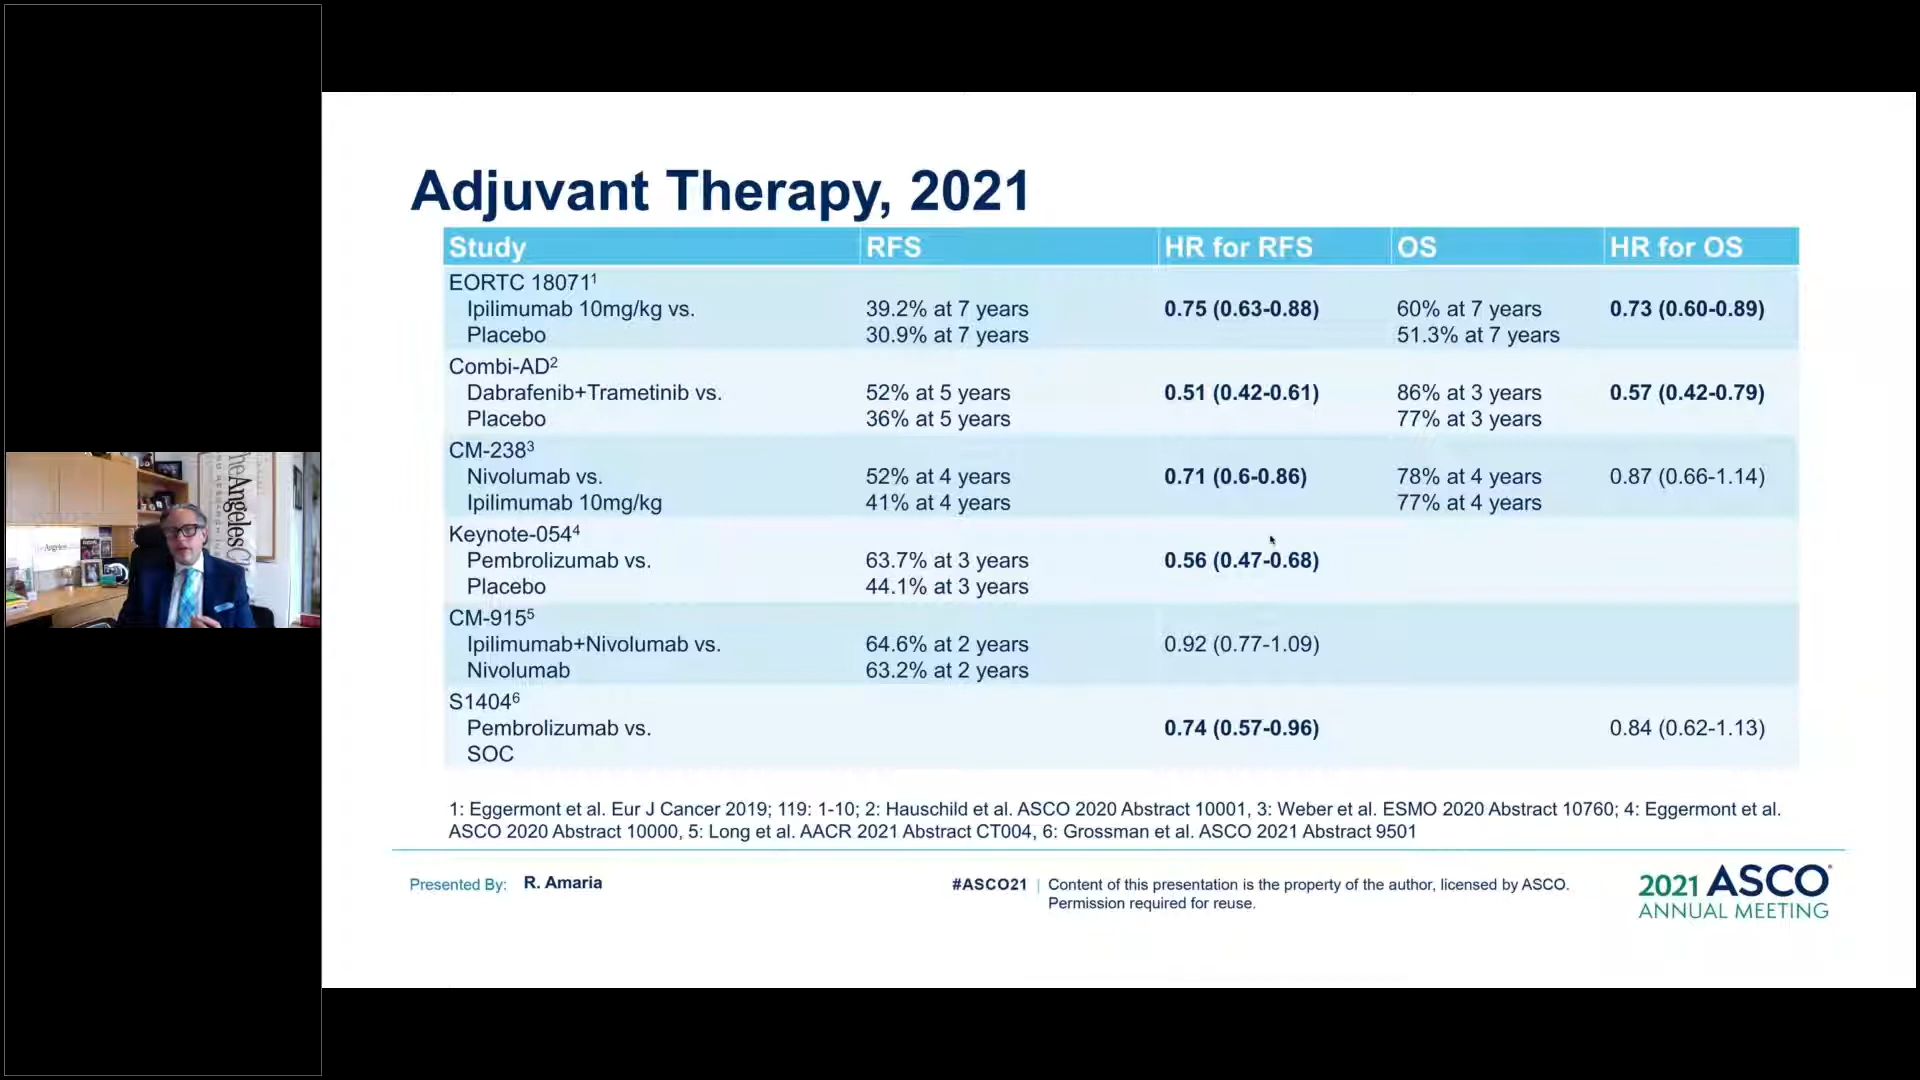 Adjuvant Therapy, 2021
Study RFS HR for RFS OS HR for OS
EORTC 18071¹
Ipilimumab 10mg/kg vs. 39.2% at 7 years 0.75 (0.63-0.88) 60% at 7 years 0.73 (0.60-0.89)
Placebo 30.9% at 7 years 51.3% at 7 years
Combi-AD²
Dabrafenib+Trametinib vs. 52% at 5 years 0.51 (0.42-0.61) 86% at 3 years 0.57 (0.42-0.79)
Placebo 36% at 5 years 77% at 3 years
CM-238³
Nivolumab vs. 52% at 4 years 0.71 (0.6-0.86) 78% at 4 years 0.87 (0.66-1.14)
Ipilimumab 10mg/kg 41% at 4 years 77% at 4 years
Keynote-054⁴
Pembrolizumab vs. 63.7% at 3 years 0.56 (0.47-0.68)
Placebo 44.1% at 3 years
CM-915⁵
Ipilimumab+Nivolumab vs. 64.6% at 2 years 0.92 (0.77-1.09)
Nivolumab 63.2% at 2 years
S1404⁶
Pembrolizumab vs. 0.74 (0.57-0.96) 0.84 (0.62-1.13)
SOC
1: Eggermont et al. Eur J Cancer 2019; 119: 1-10; 2: Hauschild et al. ASCO 2020 Abstract 10001, 3: Weber et al. ESMO 2020 Abstract 10760; 4: Eggermont et al.
ASCO 2020 Abstract 10000, 5: Long et al. AACR 2021 Abstract CT004, 6: Grossman et al. ASCO 2021 Abstract 9501
Presented By: R. Amaria
#ASCO21 | Content of this presentation is the property of the author, licensed by ASCO.
Permission required for reuse.
2021 ASCO
ANNUAL MEETING
Angeles